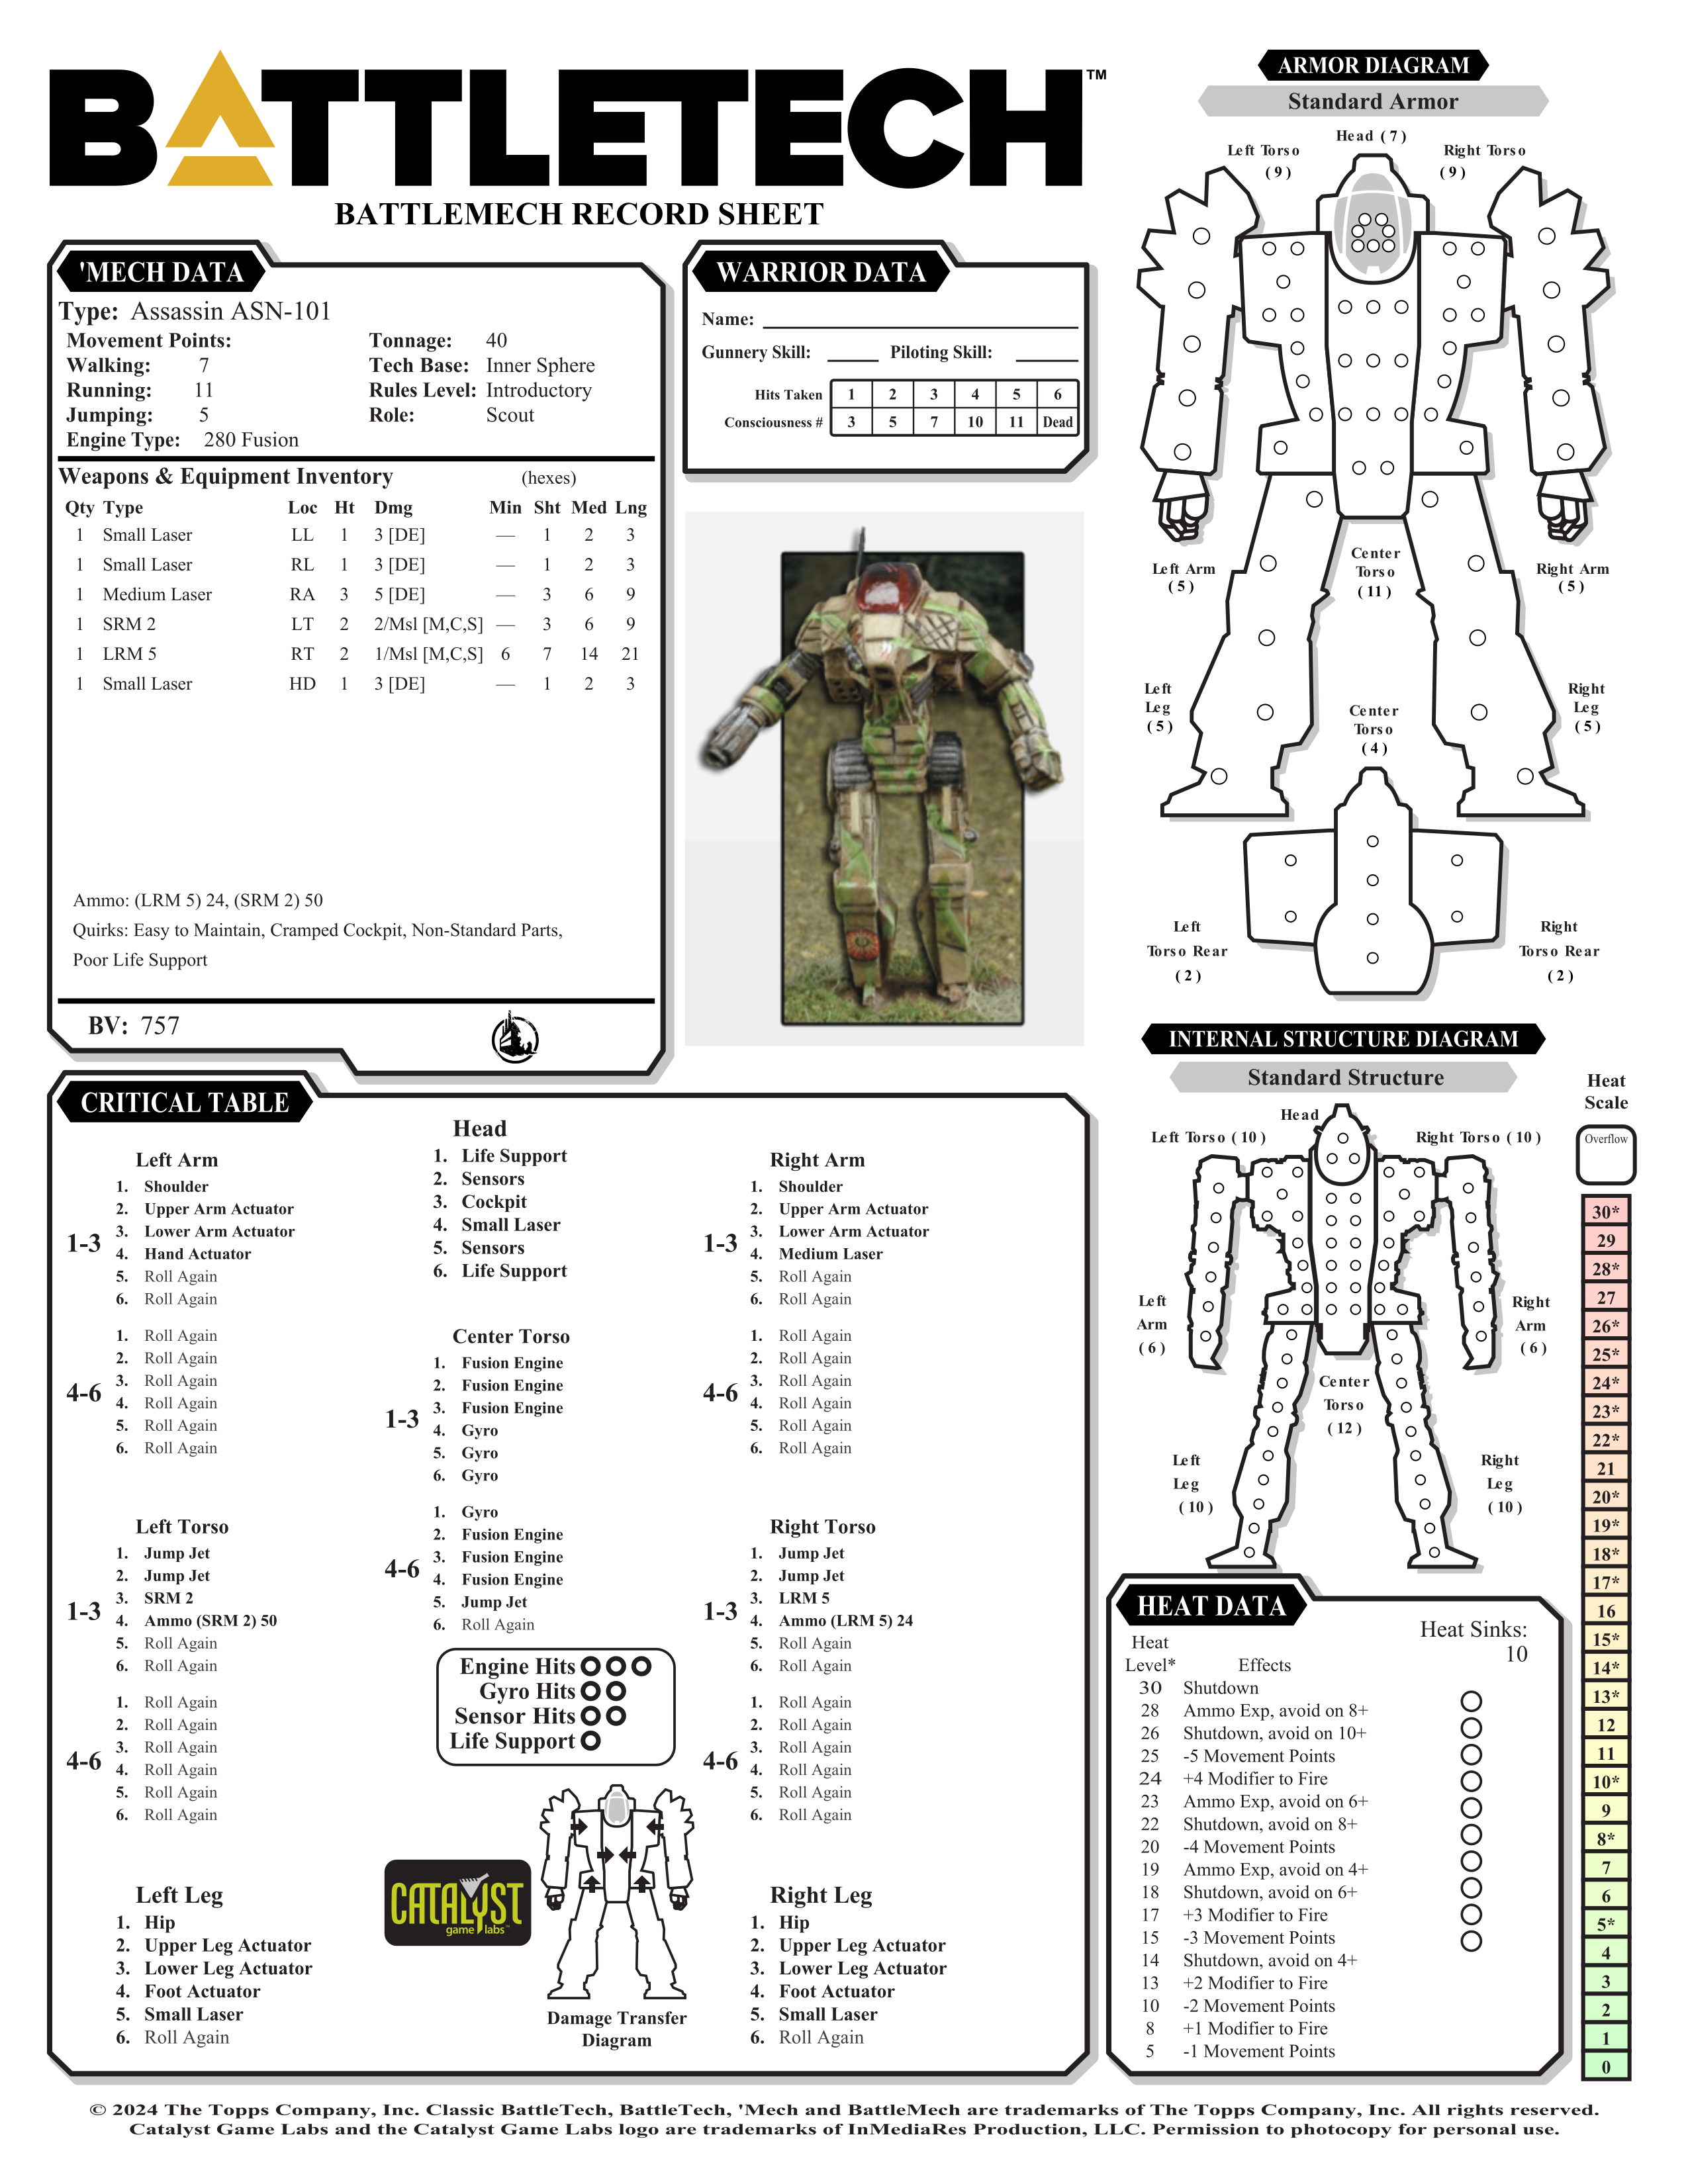 BATTLETECH™
BATTLEMECH RECORD SHEET
'MECH DATA
Type: Assassin ASN-101
Movement Points:
Walking: 7
Running: 11
Jumping: 5
Engine Type: 280 Fusion
Tonnage: 40
Tech Base: Inner Sphere
Rules Level: Introductory
Role: Scout
Weapons & Equipment Inventory (hexes)
Qty Type Loc Ht Dmg Min Sht Med Lng
1 Small Laser LL 1 3 [DE] — 1 2 3
1 Small Laser RL 1 3 [DE] — 1 2 3
1 Medium Laser RA 3 5 [DE] — 3 6 9
1 SRM 2 LT 2 2/Msl [M,C,S] — 3 6 9
1 LRM 5 RT 2 1/Msl [M,C,S] 6 7 14 21
1 Small Laser HD 1 3 [DE] — 1 2 3
Ammo: (LRM 5) 24, (SRM 2) 50
Quirks: Easy to Maintain, Cramped Cockpit, Non-Standard Parts,
Poor Life Support
BV: 757
WARRIOR DATA
Name:
Gunnery Skill: Piloting Skill:
Hits Taken 1 2 3 4 5 6
Consciousness # 3 5 7 10 11 Dead
ARMOR DIAGRAM
Standard Armor
Head ( 7 )
Left Torso
( 9 )
Right Torso
( 9 )
Left Arm
( 5 )
Center
Torso
( 11 )
Right Arm
( 5 )
Left
Leg
( 5 )
Right
Leg
( 5 )
Center
Torso
( 4 )
Left
Torso Rear
( 2 )
Right
Torso Rear
( 2 )
INTERNAL STRUCTURE DIAGRAM
Standard Structure
Head
Left Torso ( 10 )
Right Torso ( 10 )
Left
Arm
( 6 )
Right
Arm
( 6 )
Center
Torso
( 12 )
Left
Leg
( 10 )
Right
Leg
( 10 )
Heat
Scale
Overflow
30*
29
28*
27
26*
25*
24*
23*
22*
21
20*
19*
18*
17*
16
15*
14*
13*
12
11
10*
9
8*
7
6
5*
4
3
2
1
0
CRITICAL TABLE
Left Arm
1-3
1. Shoulder
2. Upper Arm Actuator
3. Lower Arm Actuator
4. Hand Actuator
5. Roll Again
6. Roll Again
4-6
1. Roll Again
2. Roll Again
3. Roll Again
4. Roll Again
5. Roll Again
6. Roll Again
Left Torso
1-3
1. Jump Jet
2. Jump Jet
3. SRM 2
4. Ammo (SRM 2) 50
5. Roll Again
6. Roll Again
4-6
1. Roll Again
2. Roll Again
3. Roll Again
4. Roll Again
5. Roll Again
6. Roll Again
Left Leg
1. Hip
2. Upper Leg Actuator
3. Lower Leg Actuator
4. Foot Actuator
5. Small Laser
6. Roll Again
Head
1. Life Support
2. Sensors
3. Cockpit
4. Small Laser
5. Sensors
6. Life Support
Center Torso
1-3
1. Fusion Engine
2. Fusion Engine
3. Fusion Engine
4. Gyro
5. Gyro
6. Gyro
4-6
1. Gyro
2. Fusion Engine
3. Fusion Engine
4. Fusion Engine
5. Jump Jet
6. Roll Again
Engine Hits
Gyro Hits
Sensor Hits
Life Support
CATALYST
game labs™
Damage Transfer
Diagram
Right Arm
1-3
1. Shoulder
2. Upper Arm Actuator
3. Lower Arm Actuator
4. Medium Laser
5. Roll Again
6. Roll Again
4-6
1. Roll Again
2. Roll Again
3. Roll Again
4. Roll Again
5. Roll Again
6. Roll Again
Right Torso
1-3
1. Jump Jet
2. Jump Jet
3. LRM 5
4. Ammo (LRM 5) 24
5. Roll Again
6. Roll Again
4-6
1. Roll Again
2. Roll Again
3. Roll Again
4. Roll Again
5. Roll Again
6. Roll Again
Right Leg
1. Hip
2. Upper Leg Actuator
3. Lower Leg Actuator
4. Foot Actuator
5. Small Laser
6. Roll Again
HEAT DATA
Heat Sinks:
10
Heat
Level* Effects
30 Shutdown
28 Ammo Exp, avoid on 8+
26 Shutdown, avoid on 10+
25 -5 Movement Points
24 +4 Modifier to Fire
23 Ammo Exp, avoid on 6+
22 Shutdown, avoid on 8+
20 -4 Movement Points
19 Ammo Exp, avoid on 4+
18 Shutdown, avoid on 6+
17 +3 Modifier to Fire
15 -3 Movement Points
14 Shutdown, avoid on 4+
13 +2 Modifier to Fire
10 -2 Movement Points
8 +1 Modifier to Fire
5 -1 Movement Points
© 2024 The Topps Company, Inc. Classic BattleTech, BattleTech, 'Mech and BattleMech are trademarks of The Topps Company, Inc. All rights reserved.
Catalyst Game Labs and the Catalyst Game Labs logo are trademarks of InMediaRes Production, LLC. Permission to photocopy for personal use.